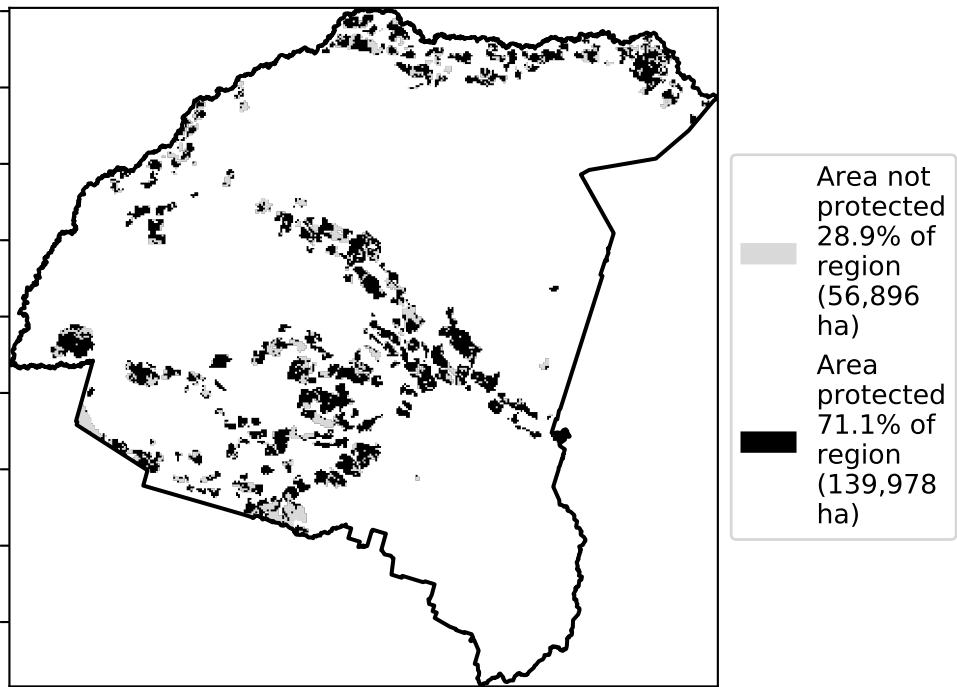 Area not
protected
28.9% of
region
(56,896
ha)
Area
protected
71.1% of
region
(139,978
ha)